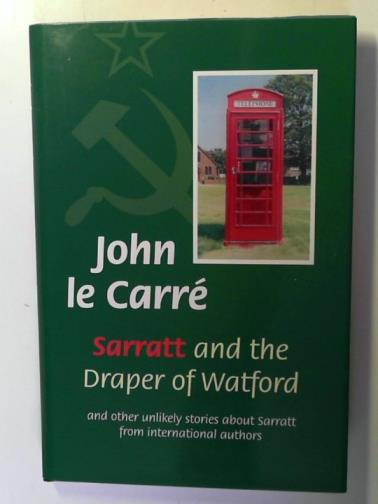 TELEPHONE
John
le Carré
Sarratt and the
Draper of Watford
and other unlikely stories about Sarratt
from international authors